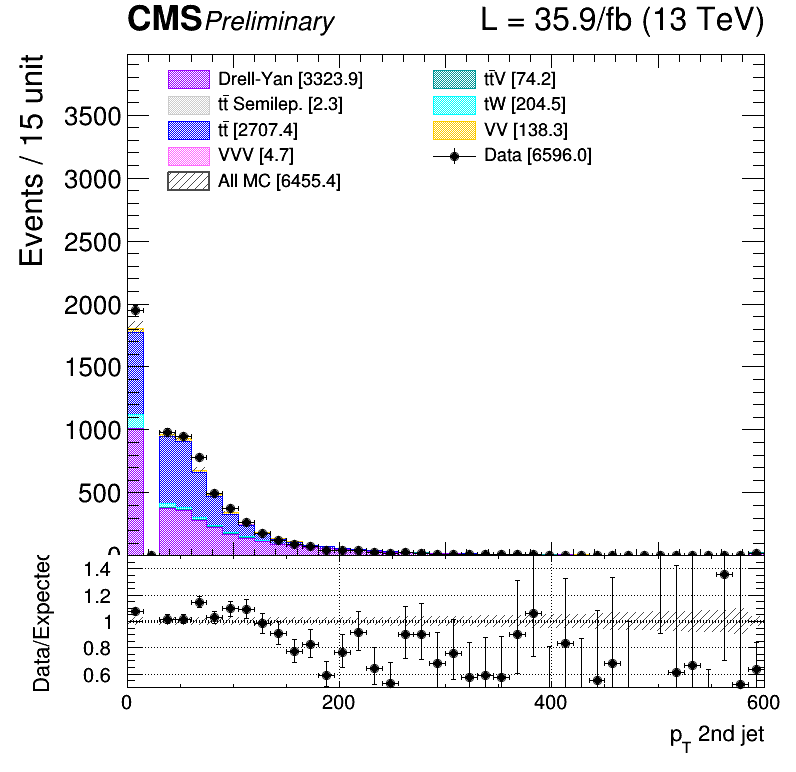 CMS Preliminary L = 35.9/fb (13 TeV)
Events / 15 unit
Drell-Yan [3323.9]
tt̄ Semilep. [2.3]
tt̄ [2707.4]
VVV [4.7]
All MC [6455.4]
tt̄V [74.2]
tW [204.5]
VV [138.3]
Data [6596.0]
3500
3000
2500
2000
1500
1000
500
0
Data/Expected
1.4
1.2
1
0.8
0.6
0 200 400 600
p_T 2nd jet